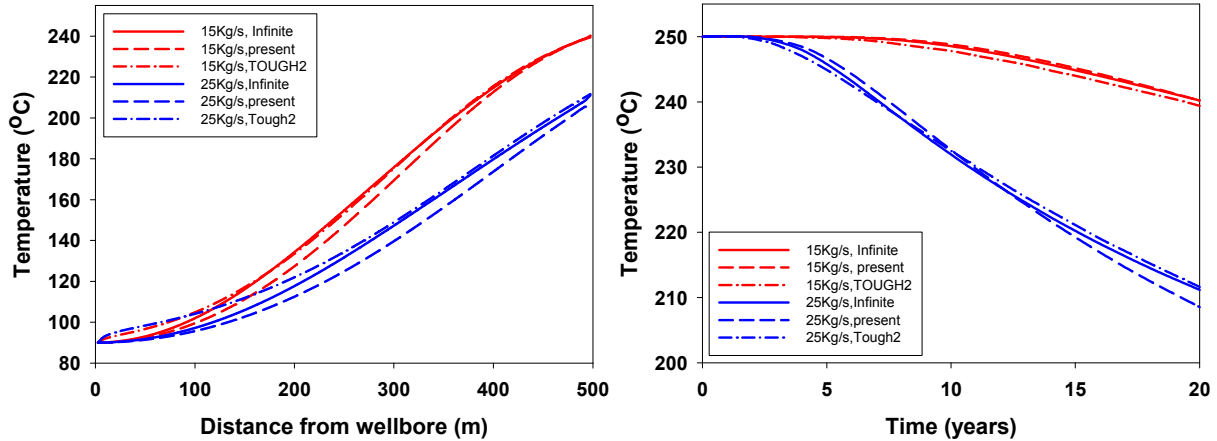 240
220
200
180
160
140
120
100
80
Temperature (°C)
15Kg/s, Infinite
15Kg/s,present
15Kg/s,TOUGH2
25Kg/s,Infinite
25Kg/s,present
25Kg/s,Tough2
0 100 200 300 400 500
Distance from wellbore (m)
250
240
230
220
210
200
Temperature (°C)
15Kg/s, Infinite
15Kg/s, present
15Kg/s,TOUGH2
25Kg/s,Infinite
25Kg/s,present
25Kg/s,Tough2
0 5 10 15 20
Time (years)